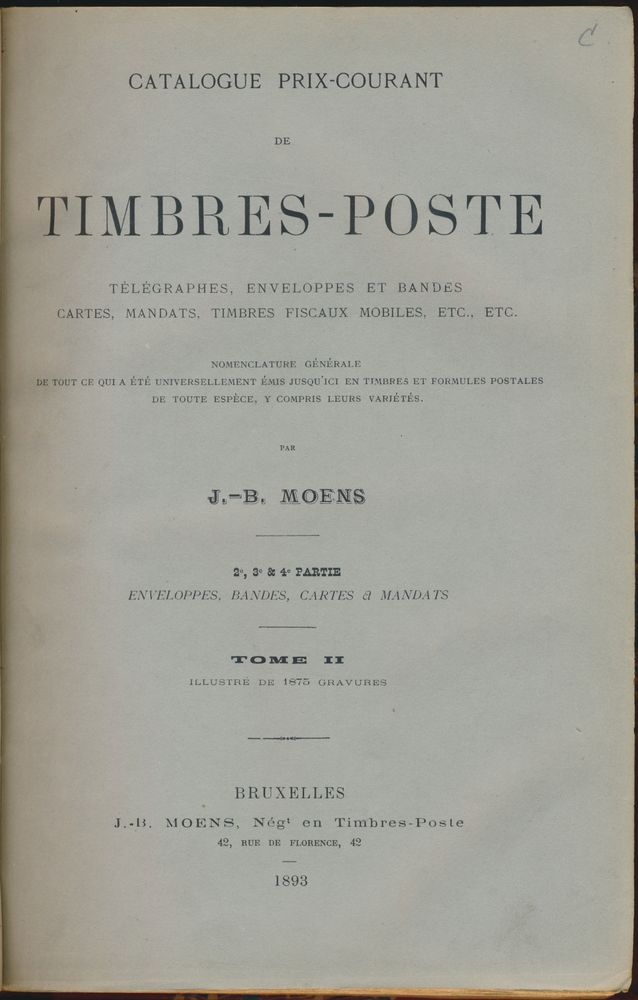 C
CATALOGUE PRIX-COURANT
DE
TIMBRES-POSTE
TÉLÉGRAPHES, ENVELOPPES ET BANDES
CARTES, MANDATS, TIMBRES FISCAUX MOBILES, ETC., ETC.
NOMENCLATURE GÉNÉRALE
DE TOUT CE QUI A ÉTÉ UNIVERSELLEMENT ÉMIS JUSQU'ICI EN TIMBRES ET FORMULES POSTALES
DE TOUTE ESPÈCE, Y COMPRIS LEURS VARIÉTÉS.
PAR
J.-B. MOENS
2e, 3e & 4e PARTIE
ENVELOPPES, BANDES, CARTES & MANDATS
TOME II
ILLUSTRÉ DE 1875 GRAVURES
BRUXELLES
J.-B. MOENS, Négt en Timbres-Poste
42, RUE DE FLORENCE, 42
1893